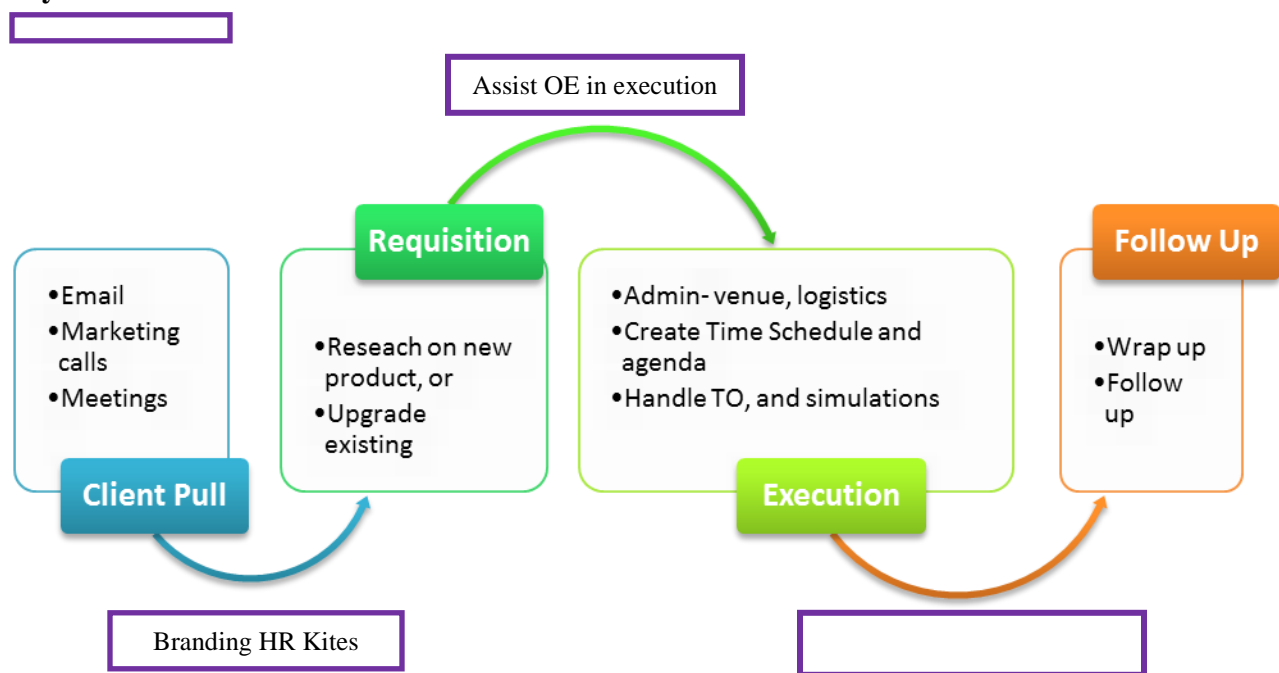 Assist OE in execution
Requisition
Follow Up
•Email
•Marketing
calls
•Meetings
Client Pull
•Reseach on new
product, or
•Upgrade
existing
•Admin- venue, logistics
•Create Time Schedule and
agenda
•Handle TO, and simulations
Execution
•Wrap up
•Follow
up
Branding HR Kites